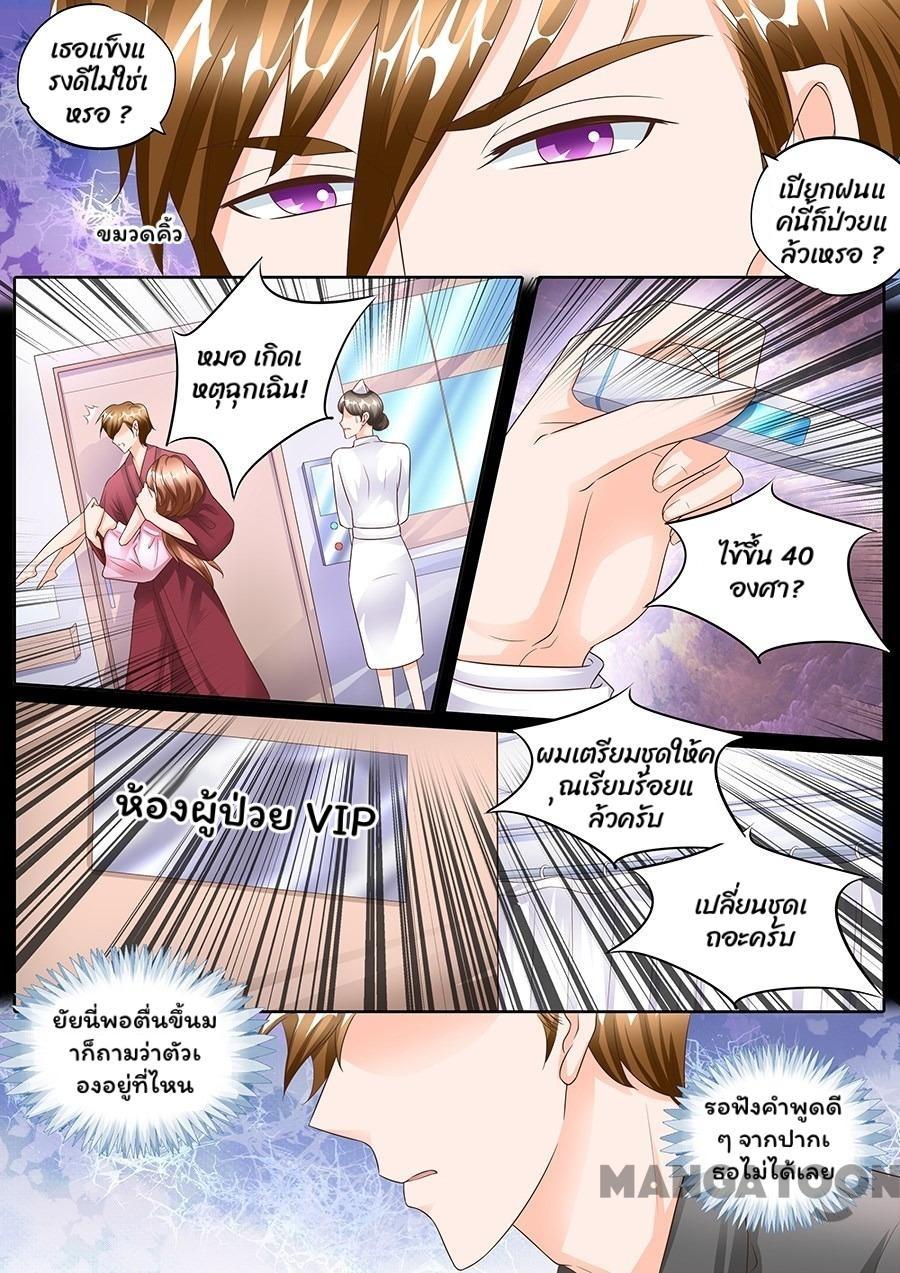 เธอแข็งแ
รงดีไม่ใช่เ
หรอ ?
ขมวดคิ้ว
เปียกฝนแ
ค่นี้ก็ป่วยแ
ล้วเหรอ ?
หมอ เกิดเ
หตุฉุกเฉิน!
ไข้ขึ้น 40
องศา?
ห้องผู้ป่วย VIP
ผมเตรียมชุดให้ค
ุณเรียบร้อยแ
ล้วครับ
เปลี่ยนชุดเ
ถอะครับ
ยัยนี่พอตื่นขึ้นม
าก็ถามว่าตัวเ
องอยู่ที่ไหน
รอฟังคำพูดดี
ๆ จากปากเ
ธอไม่ได้เลย
MANGATOON